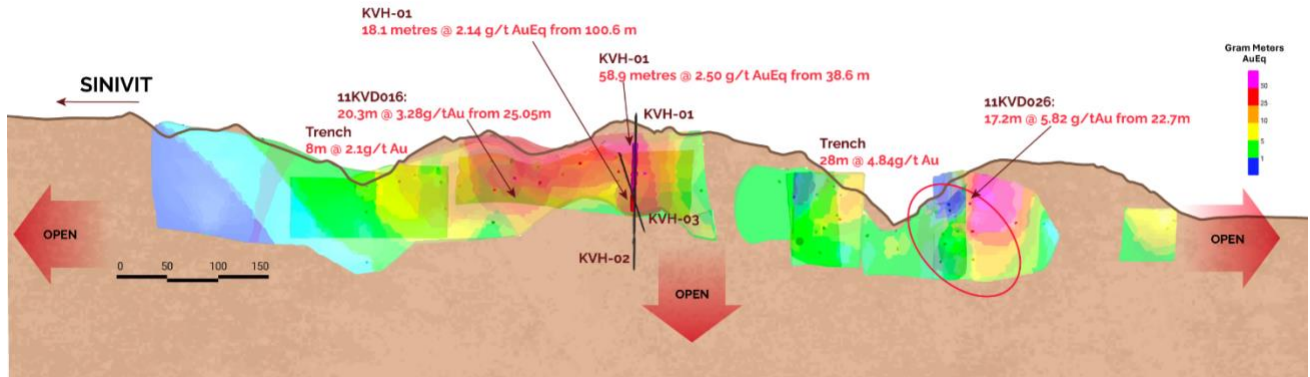 KVH-01
18.1 metres @ 2.14 g/t AuEq from 100.6 m
KVH-01
58.9 metres @ 2.50 g/t AuEq from 38.6 m
Gram Meters
AuEq
50
25
10
5
1
SINIVIT
11KVD016:
20.3m @ 3.28g/tAu from 25.05m
Trench
8m @ 2.1g/t Au
KVH-01
11KVD026:
17.2m @ 5.82 g/tAu from 22.7m
Trench
28m @ 4.84g/t Au
KVH-03
KVH-02
OPEN
OPEN
OPEN
0 50 100 150